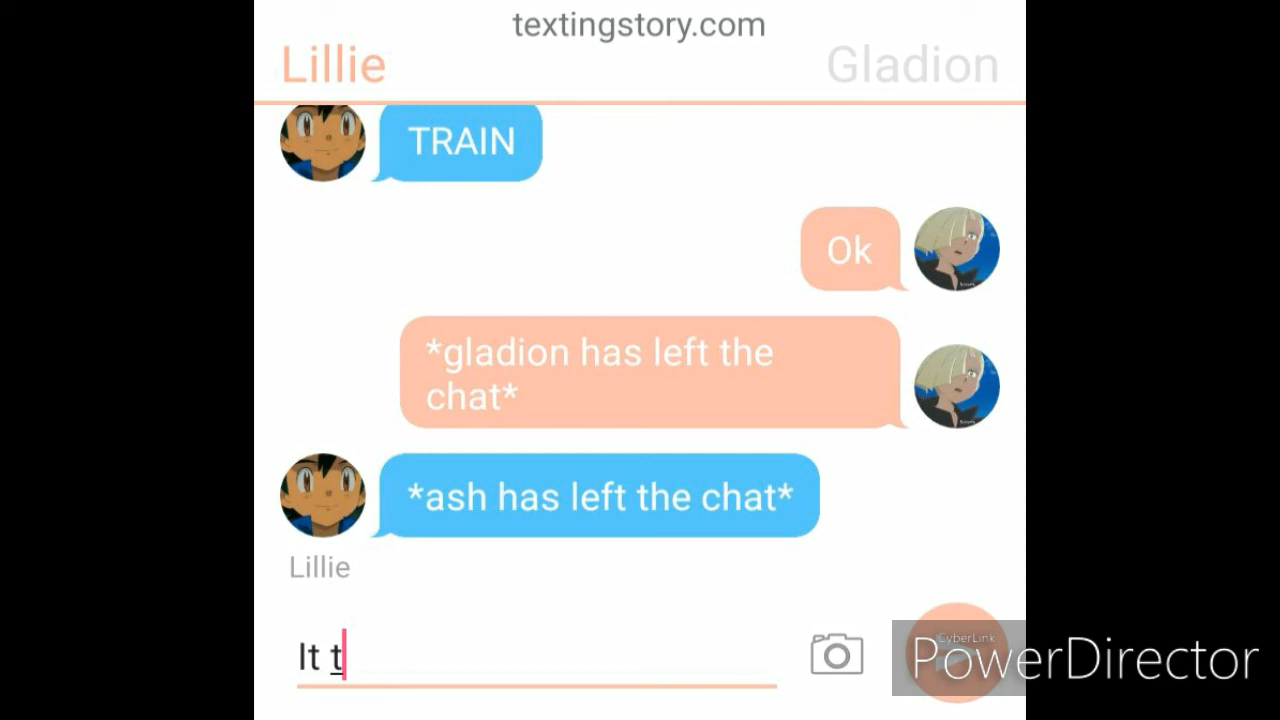 textingstory.com
Lillie
Gladion
TRAIN
Ok
*gladion has left the
chat*
*ash has left the chat*
Lillie
It t
CyberLink
PowerDirector